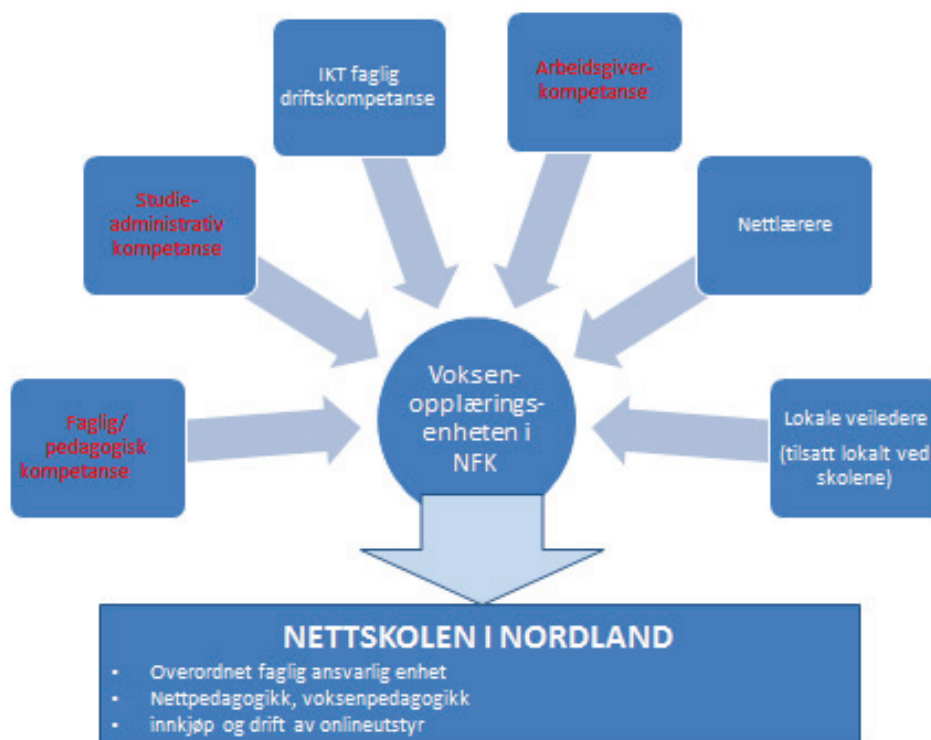 IKT faglig
driftskompetanse
Arbeidsgiver-
kompetanse
Studie-
administrativ
kompetanse
Nettlærere
Faglig/
pedagogisk
kompetanse
Voksen-
opplærings-
enheten i
NFK
Lokale veiledere
(tilsatt lokalt ved
skolene)
NETTSKOLEN I NORDLAND
• Overordnet faglig ansvarlig enhet
• Nettpedagogikk, voksenpedagogikk
• innkjøp og drift av onlineutstyr